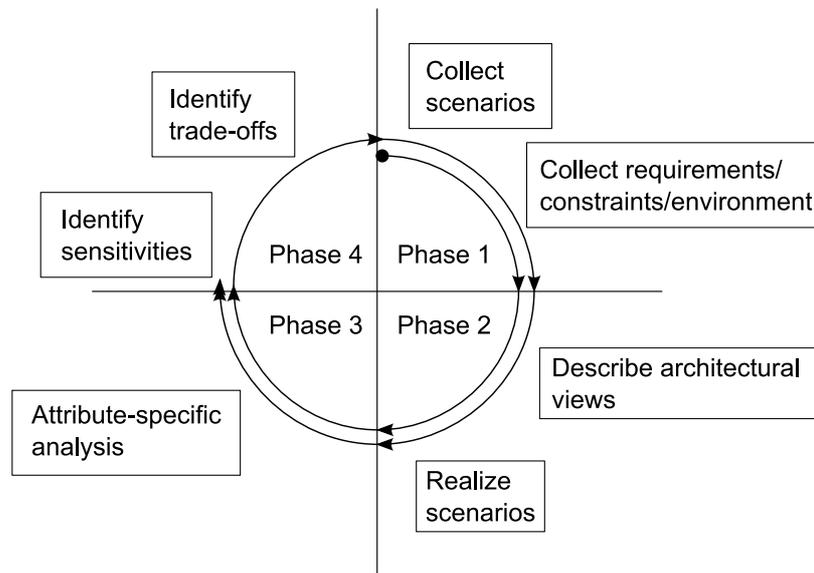 Collect
scenarios
Identify
trade-offs
Collect requirements/
constraints/environment
Identify
sensitivities
Phase 4
Phase 1
Phase 3
Phase 2
Describe architectural
views
Attribute-specific
analysis
Realize
scenarios